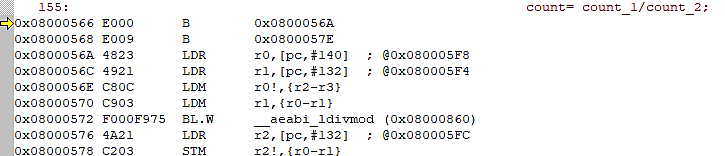 155: count= count_1/count_2;
0x08000566 E000 B 0x0800056A
0x08000568 E009 B 0x0800057E
0x0800056A 4823 LDR r0,[pc,#140] ; @0x080005F8
0x0800056C 4921 LDR r1,[pc,#132] ; @0x080005F4
0x0800056E C80C LDM r0!,{r2-r3}
0x08000570 C903 LDM r1,{r0-r1}
0x08000572 F000F975 BL.W __aeabi_ldivmod (0x08000860)
0x08000576 4A21 LDR r2,[pc,#132] ; @0x080005FC
0x08000578 C203 STM r2!,{r0-r1}